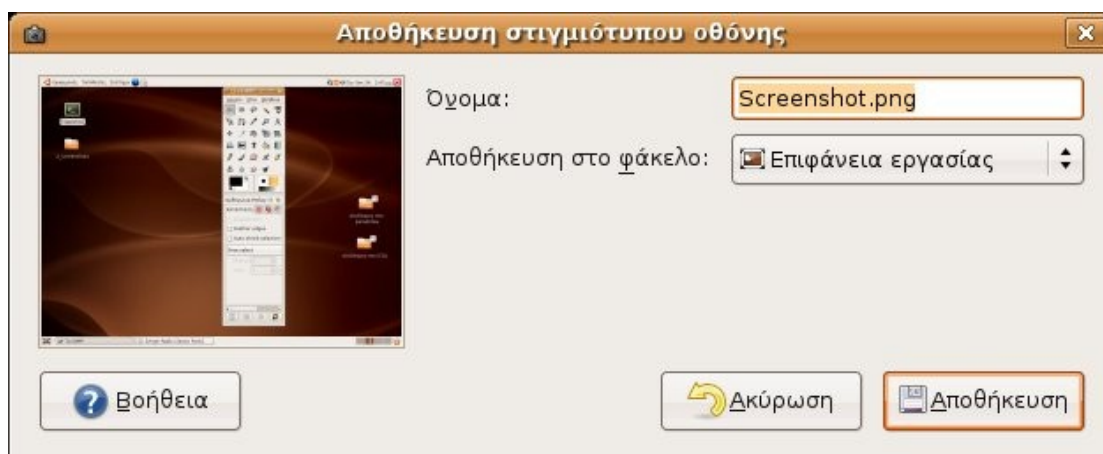 Αποθήκευση στιγμιότυπου οθόνης
Όνομα:
Screenshot.png
Αποθήκευση στο φάκελο:
Επιφάνεια εργασίας
Βοήθεια
Ακύρωση
Αποθήκευση